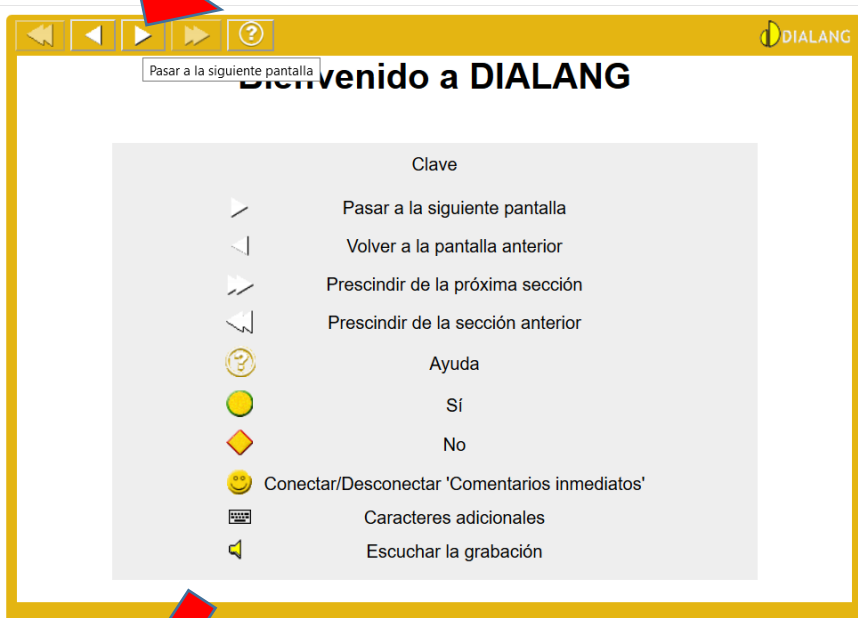 DIALANG
Pasar a la siguiente pantalla
Bienvenido a DIALANG
Clave
Pasar a la siguiente pantalla
Volver a la pantalla anterior
Prescindir de la próxima sección
Prescindir de la sección anterior
Ayuda
Sí
No
Conectar/Desconectar 'Comentarios inmediatos'
Caracteres adicionales
Escuchar la grabación